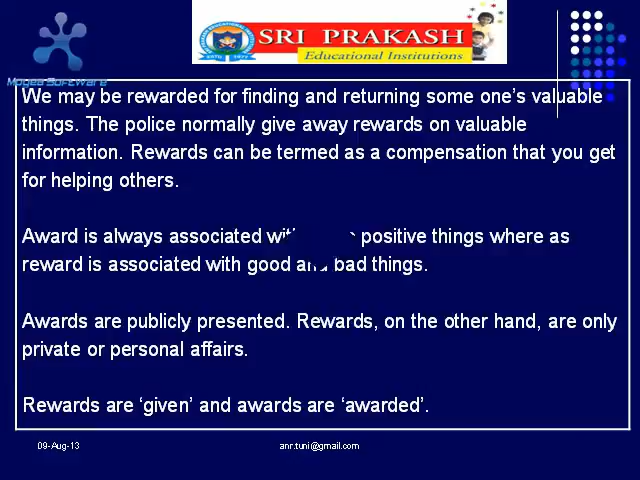 SRI PRAKASH
Educational Institutions
Moyea Software
We may be rewarded for finding and returning some one's valuable
things. The police normally give away rewards on valuable
information. Rewards can be termed as a compensation that you get
for helping others.
Award is always associated with positive things where as
reward is associated with good and bad things.
Awards are publicly presented. Rewards, on the other hand, are only
private or personal affairs.
Rewards are ‘given’ and awards are ‘awarded’.
09-Aug-13
anr.tuni@gmail.com